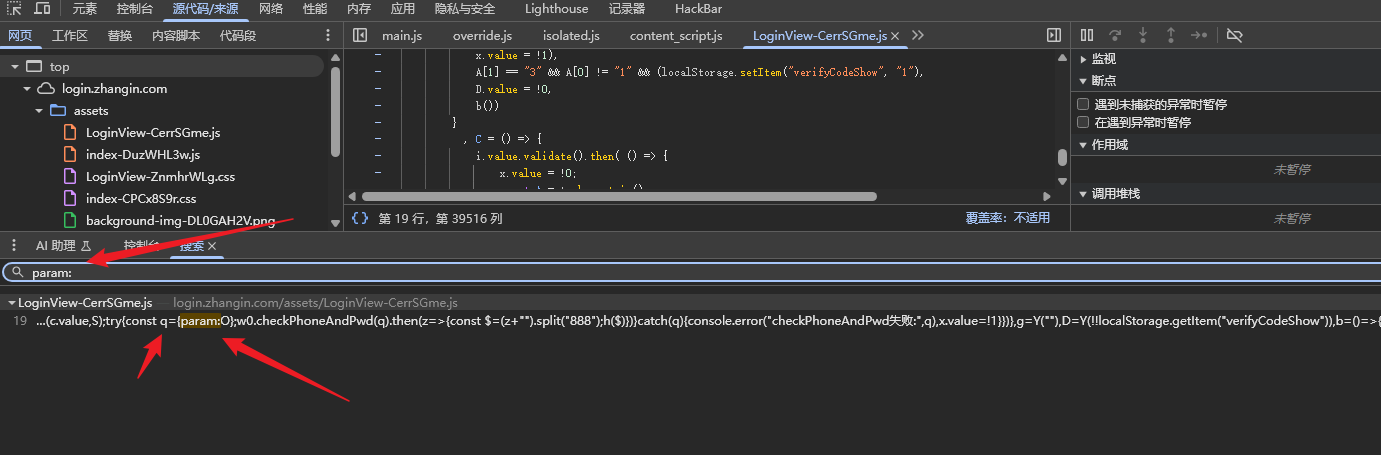 元素 控制台 源代码/来源 网络 性能 内存 应用 隐私与安全 Lighthouse 记录器 HackBar
网页 工作区 替换 内容脚本 代码段
main.js override.js isolated.js content_script.js LoginView-CerrSGme.js
top
login.zhangin.com
assets
LoginView-CerrSGme.js
index-DuzWHL3w.js
LoginView-ZnmhrWLg.css
index-CPCx8S9r.css
background-img-DL0GAH2V.png
x.value = !1),
A[1] == "3" && A[0] != "1" && (localStorage.setItem("verifyCodeShow", "1"),
D.value = !0,
b())
}
, C = () => {
i.value.validate().then( () => {
x.value = !0;
{} 第 19 行，第 39516 列 覆盖率：不适用
监视
断点
遇到未捕获的异常时暂停
在遇到异常时暂停
作用域
未暂停
调用堆栈
未暂停
AI 助理 控制台 搜索
param:
LoginView-CerrSGme.js — login.zhangin.com/assets/LoginView-CerrSGme.js
19 ...(c.value,S);try{const q={param:O};w0.checkPhoneAndPwd(q).then(z=>{const $=(z+"").split("888");h($)})}catch(q){console.error("checkPhoneAndPwd失败:",q),x.value=!1}})},g=Y(""),D=Y(!!localStorage.getItem("verifyCodeShow")),b=()=>{